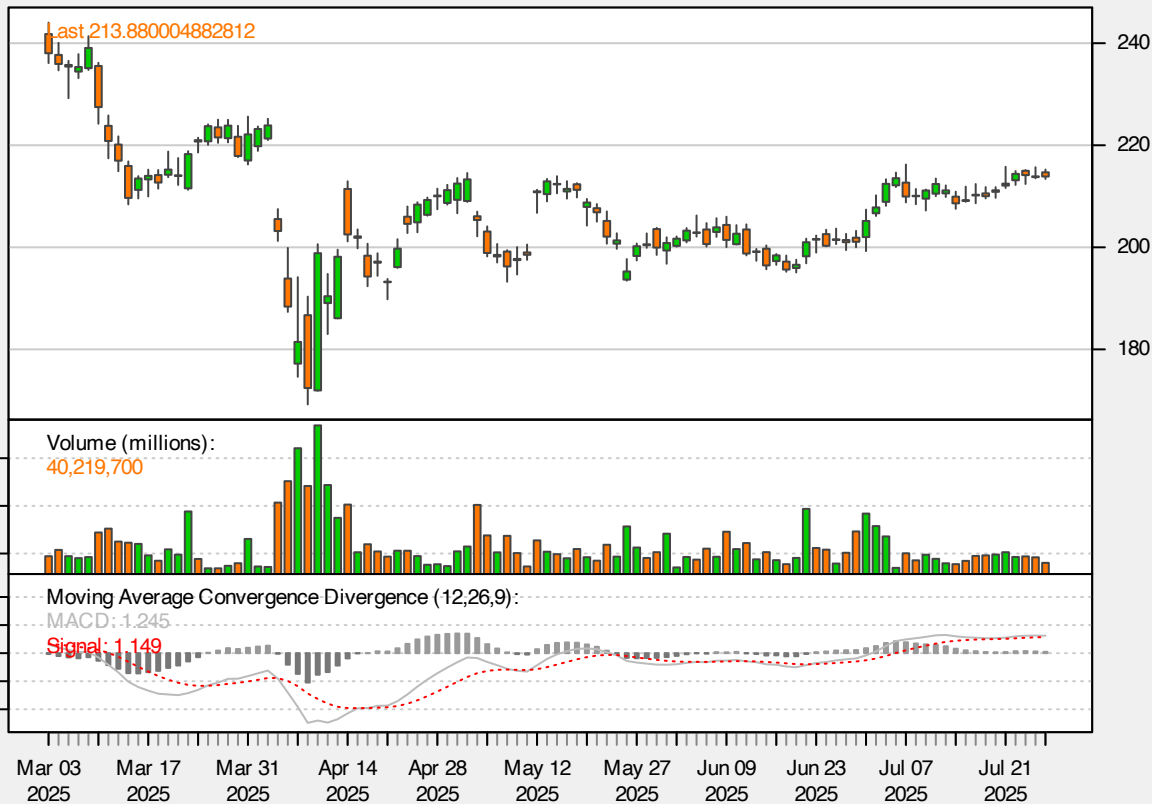 Last 213.880004882812
240
220
200
180
Volume (millions):
40,219,700
Moving Average Convergence Divergence (12,26,9):
MACD: 1.245
Signal: 1.149
Mar 03 Mar 17 Mar 31 Apr 14 Apr 28 May 12 May 27 Jun 09 Jun 23 Jul 07 Jul 21
2025 2025 2025 2025 2025 2025 2025 2025 2025 2025 2025